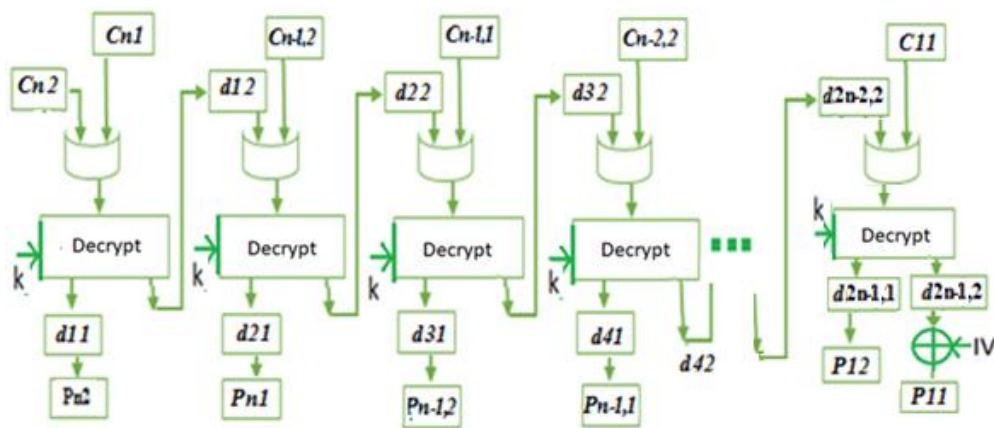 Cn1
Cn-1,2
Cn-1,1
Cn-2,2
C11
Cn2
d12
d22
d32
d2n-2,2
Decrypt
Decrypt
Decrypt
Decrypt
Decrypt
k
k
k
k
k
d11
d21
d31
d41
d42
d2n-1,1
d2n-1,2
IV
Pn2
Pn1
Pn-1,2
Pn-1,1
P12
P11